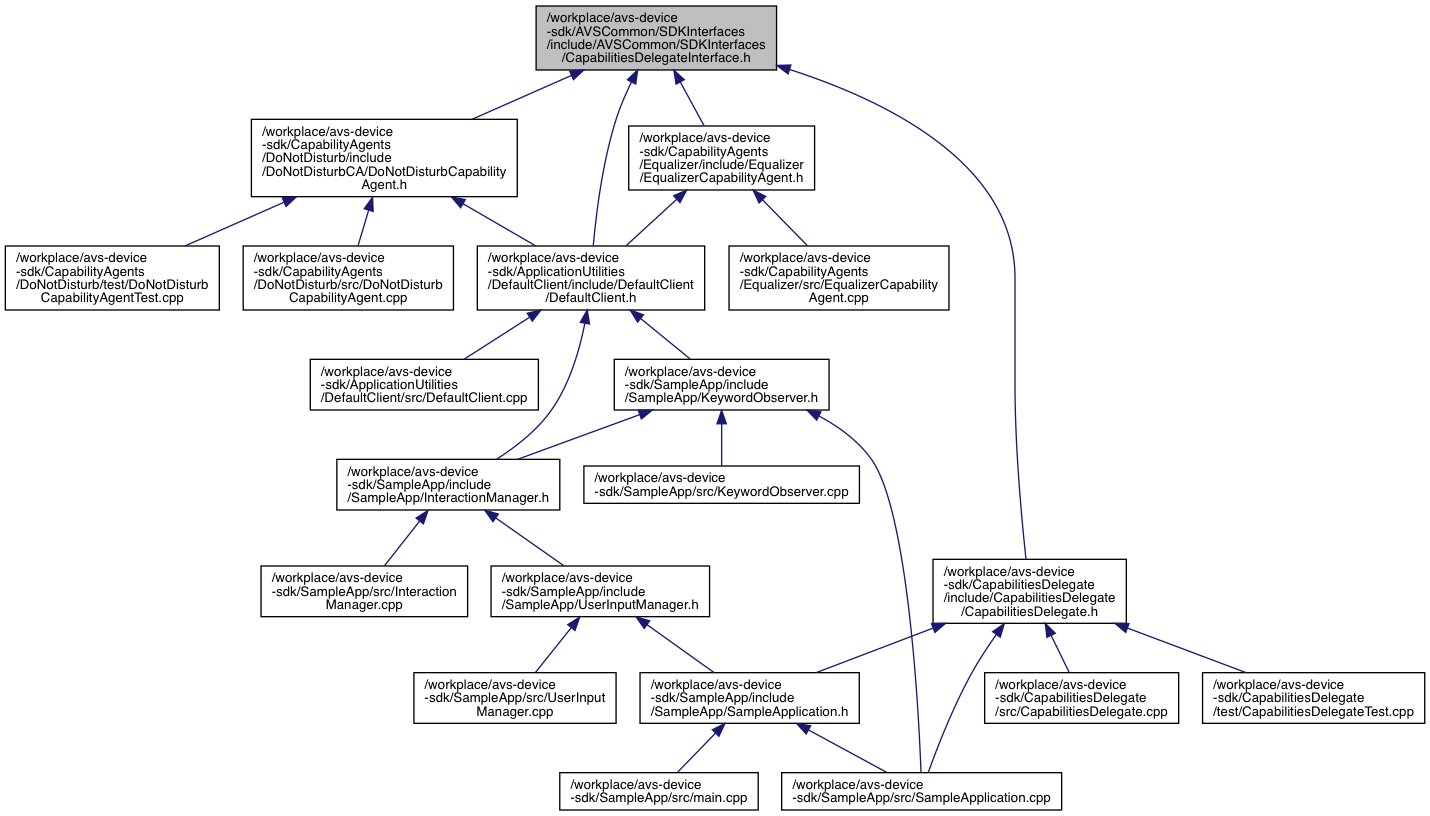 /workplace/avs-device
-sdk/AVSCommon/SDKInterfaces
/include/AVSCommon/SDKInterfaces
/CapabilitiesDelegateInterface.h
/workplace/avs-device
-sdk/CapabilityAgents
/DoNotDisturb/include
/DoNotDisturbCA/DoNotDisturbCapability
Agent.h
/workplace/avs-device
-sdk/CapabilityAgents
/Equalizer/include/Equalizer
/EqualizerCapabilityAgent.h
/workplace/avs-device
-sdk/CapabilityAgents
/DoNotDisturb/test/DoNotDisturb
CapabilityAgentTest.cpp
/workplace/avs-device
-sdk/CapabilityAgents
/DoNotDisturb/src/DoNotDisturb
CapabilityAgent.cpp
/workplace/avs-device
-sdk/ApplicationUtilities
/DefaultClient/include/DefaultClient
/DefaultClient.h
/workplace/avs-device
-sdk/CapabilityAgents
/Equalizer/src/EqualizerCapability
Agent.cpp
/workplace/avs-device
-sdk/ApplicationUtilities
/DefaultClient/src/DefaultClient.cpp
/workplace/avs-device
-sdk/SampleApp/include
/SampleApp/KeywordObserver.h
/workplace/avs-device
-sdk/SampleApp/include
/SampleApp/InteractionManager.h
/workplace/avs-device
-sdk/SampleApp/src/KeywordObserver.cpp
/workplace/avs-device
-sdk/SampleApp/src/Interaction
Manager.cpp
/workplace/avs-device
-sdk/SampleApp/include
/SampleApp/UserInputManager.h
/workplace/avs-device
-sdk/CapabilitiesDelegate
/include/CapabilitiesDelegate
/CapabilitiesDelegate.h
/workplace/avs-device
-sdk/SampleApp/src/UserInput
Manager.cpp
/workplace/avs-device
-sdk/SampleApp/include
/SampleApp/SampleApplication.h
/workplace/avs-device
-sdk/CapabilitiesDelegate
/src/CapabilitiesDelegate.cpp
/workplace/avs-device
-sdk/CapabilitiesDelegate
/test/CapabilitiesDelegateTest.cpp
/workplace/avs-device
-sdk/SampleApp/src/main.cpp
/workplace/avs-device
-sdk/SampleApp/src/SampleApplication.cpp